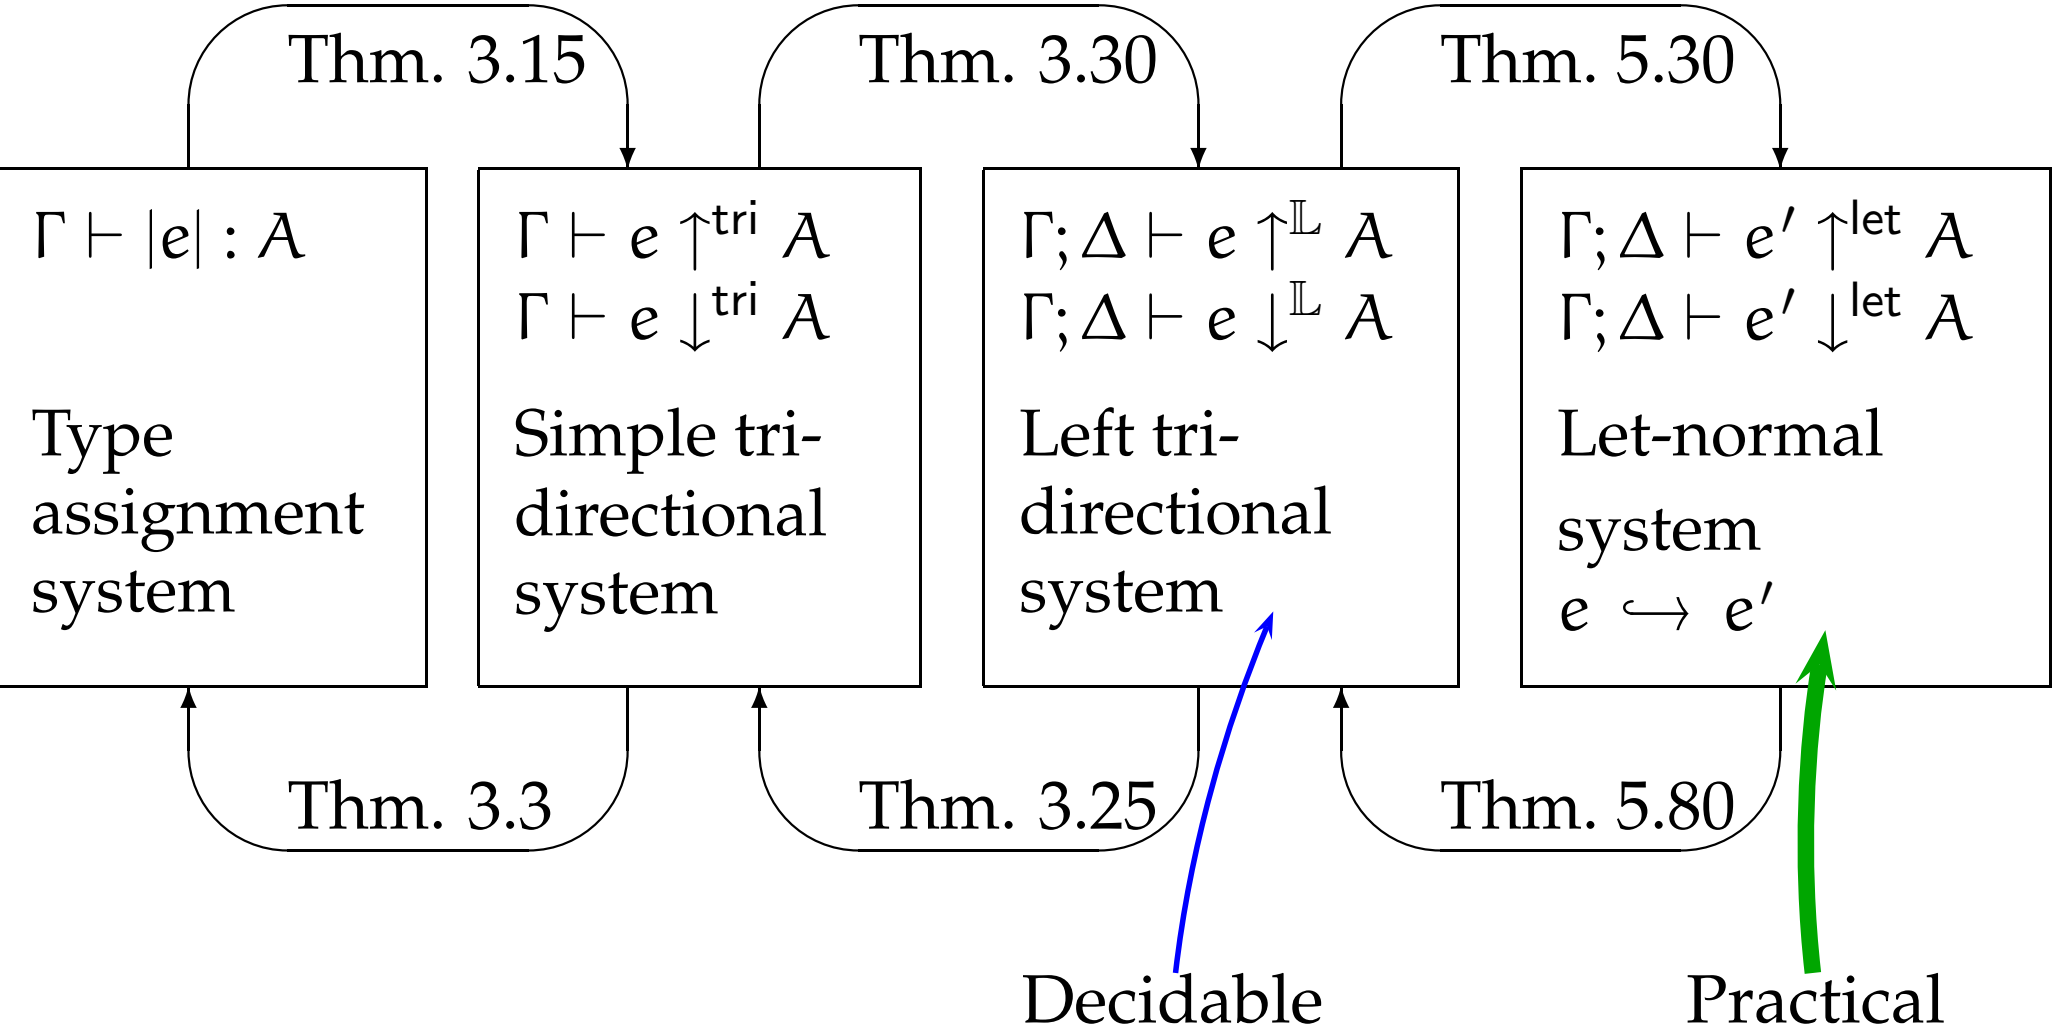 Thm. 3.15
Thm. 3.30
Thm. 5.30
Γ ⊢ |e| : A
Type
assignment
system
Γ ⊢ e ↑tri A
Γ ⊢ e ↓tri A
Simple tri-
directional
system
Γ; Δ ⊢ e ↑𝕃 A
Γ; Δ ⊢ e ↓𝕃 A
Left tri-
directional
system
Γ; Δ ⊢ e′ ↑let A
Γ; Δ ⊢ e′ ↓let A
Let-normal
system
e ↪ e′
Thm. 3.3
Thm. 3.25
Thm. 5.80
Decidable
Practical